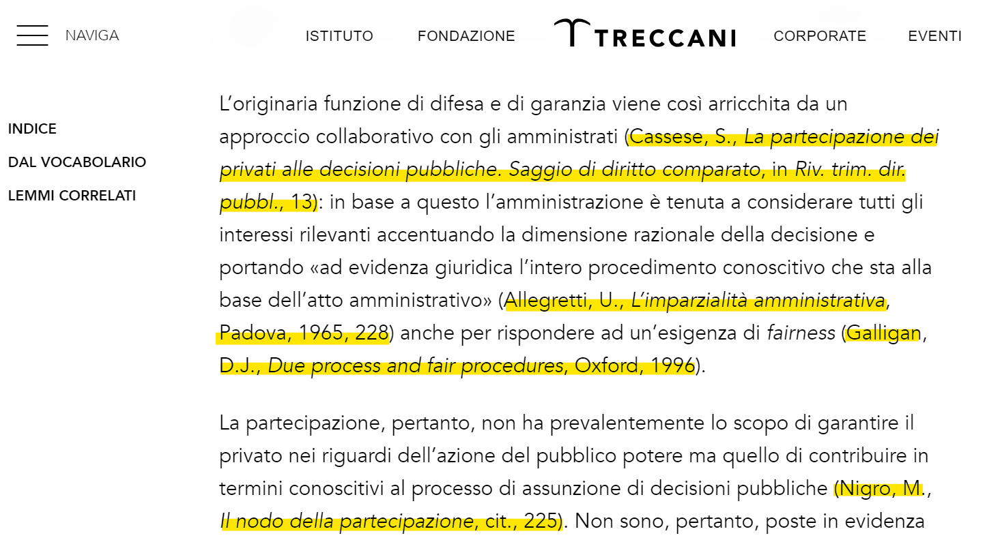 NAVIGA
ISTITUTO
FONDAZIONE
TRECCANI
CORPORATE
EVENTI
INDICE
DAL VOCABOLARIO
LEMMI CORRELATI
L’originaria funzione di difesa e di garanzia viene così arricchita da un
approccio collaborativo con gli amministrati (Cassese, S., La partecipazione dei
privati alle decisioni pubbliche. Saggio di diritto comparato, in Riv. trim. dir.
pubbl., 13): in base a questo l’amministrazione è tenuta a considerare tutti gli
interessi rilevanti accentuando la dimensione razionale della decisione e
portando «ad evidenza giuridica l’intero procedimento conoscitivo che sta alla
base dell’atto amministrativo» (Allegretti, U., L’imparzialità amministrativa,
Padova, 1965, 228) anche per rispondere ad un’esigenza di fairness (Galligan,
D.J., Due process and fair procedures, Oxford, 1996).
La partecipazione, pertanto, non ha prevalentemente lo scopo di garantire il
privato nei riguardi dell’azione del pubblico potere ma quello di contribuire in
termini conoscitivi al processo di assunzione di decisioni pubbliche (Nigro, M.,
Il nodo della partecipazione, cit., 225). Non sono, pertanto, poste in evidenza